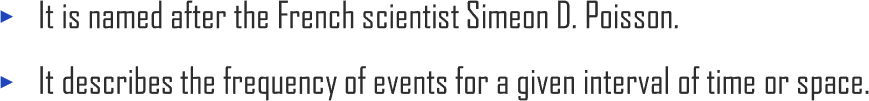 ► It is named after the French scientist Simeon D. Poisson.
► It describes the frequency of events for a given interval of time or space.